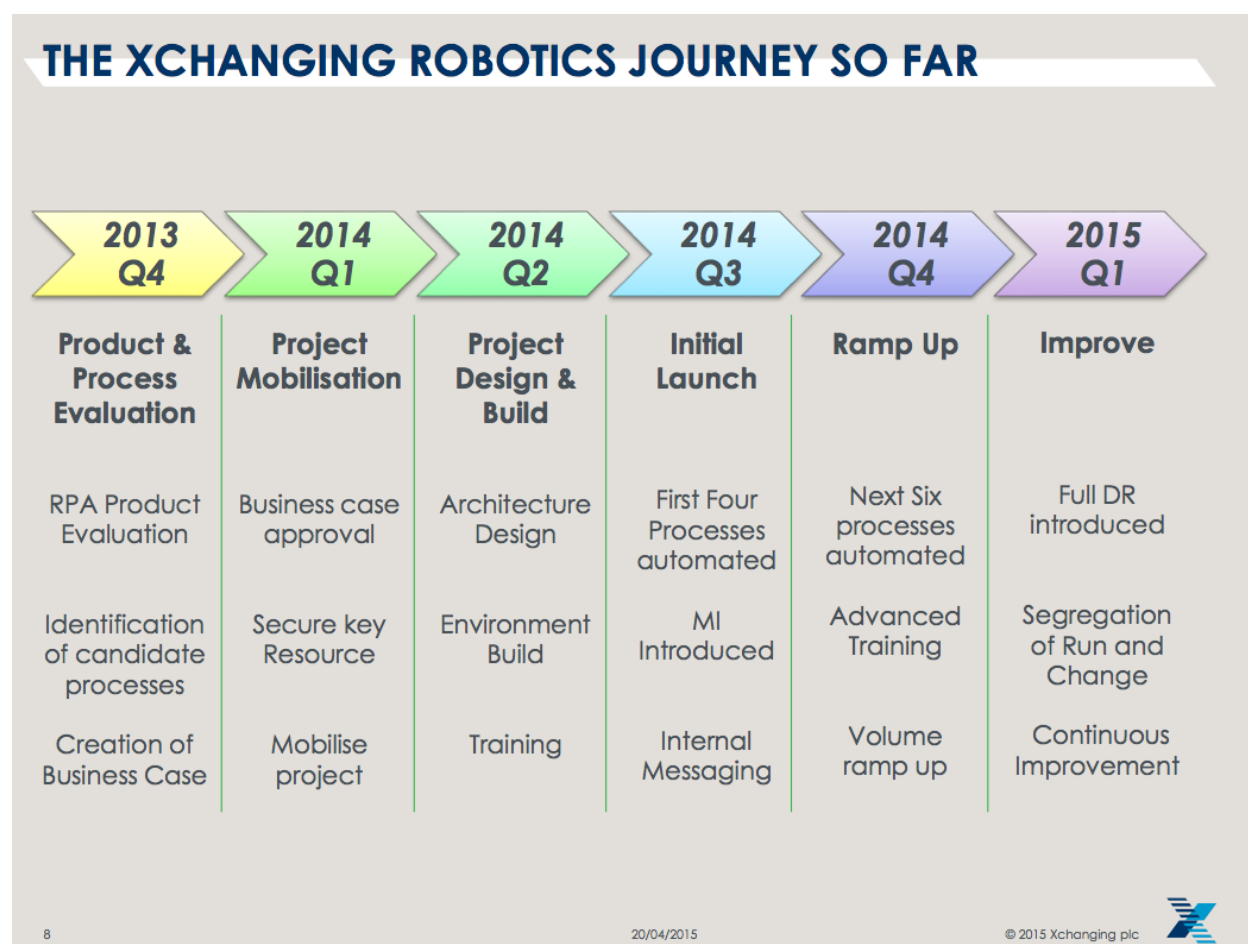 THE XCHANGING ROBOTICS JOURNEY SO FAR
2013
Q4
2014
Q1
2014
Q2
2014
Q3
2014
Q4
2015
Q1
Product &
Process
Evaluation
RPA Product
Evaluation
Identification
of candidate
processes
Creation of
Business Case
Project
Mobilisation
Business case
approval
Secure key
Resource
Mobilise
project
Project
Design &
Build
Architecture
Design
Environment
Build
Training
Initial
Launch
First Four
Processes
automated
MI
Introduced
Internal
Messaging
Ramp Up
Next Six
processes
automated
Advanced
Training
Volume
ramp up
Improve
Full DR
introduced
Segregation
of Run and
Change
Continuous
Improvement
8
20/04/2015
© 2015 Xchanging plc